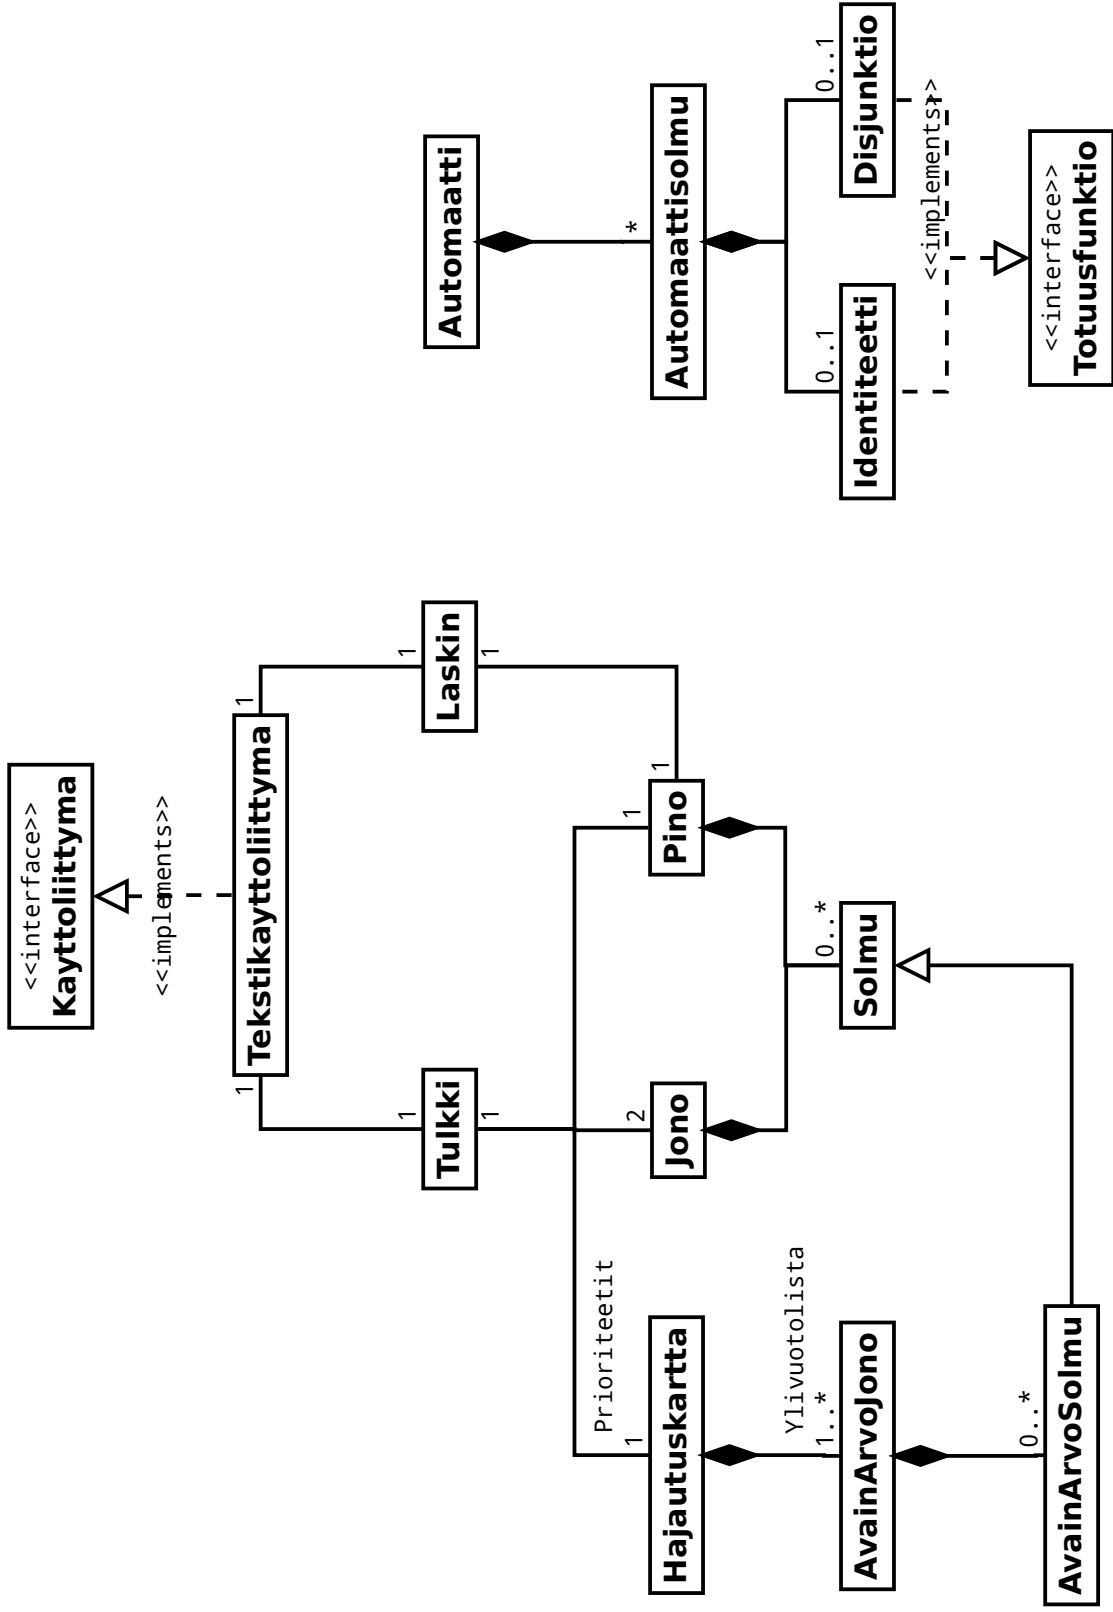 <<interface>>
Kayttoliittyma
<<implements>>
1
1
Tekstikayttoliittyma
1
1
Tulkki
Laskin
Automaatti
1
1
Prioriteetit
1
2
1
*
1
Hajautuskartta
Jono
Pino
Automaattisolmu
Ylivuotolista
1..*
0..*
0..1
0..1
AvainArvoJono
Solmu
Identiteetti
Disjunktio
<<implements>>
0..*
AvainArvoSolmu
<<interface>>
Totuusfunktio